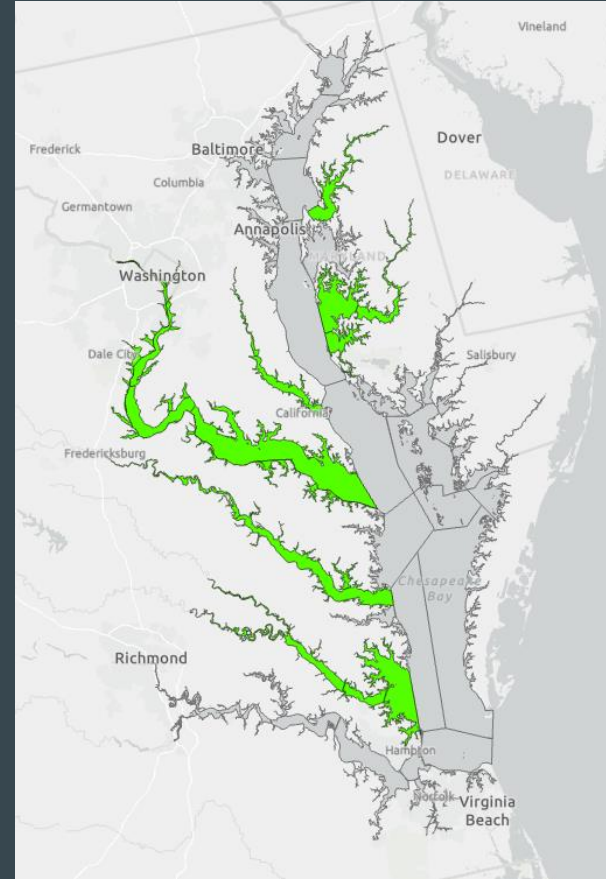 Vineland
Frederick
Baltimore
Dover
Columbia
DELAWARE
Germantown
Annapolis
MARYLAND
Washington
Dale City
Salisbury
California
Fredericksburg
Chesapeake
Bay
Richmond
Hampton
Norfolk
Virginia
Beach